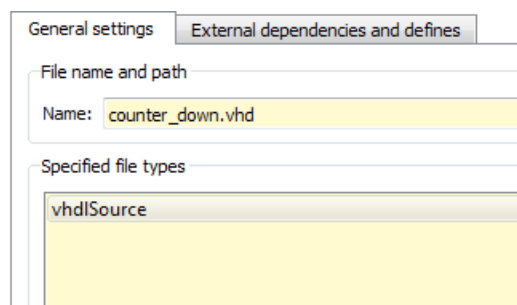 General settings External dependencies and defines
File name and path
Name: counter_down.vhd
Specified file types
vhdlSource